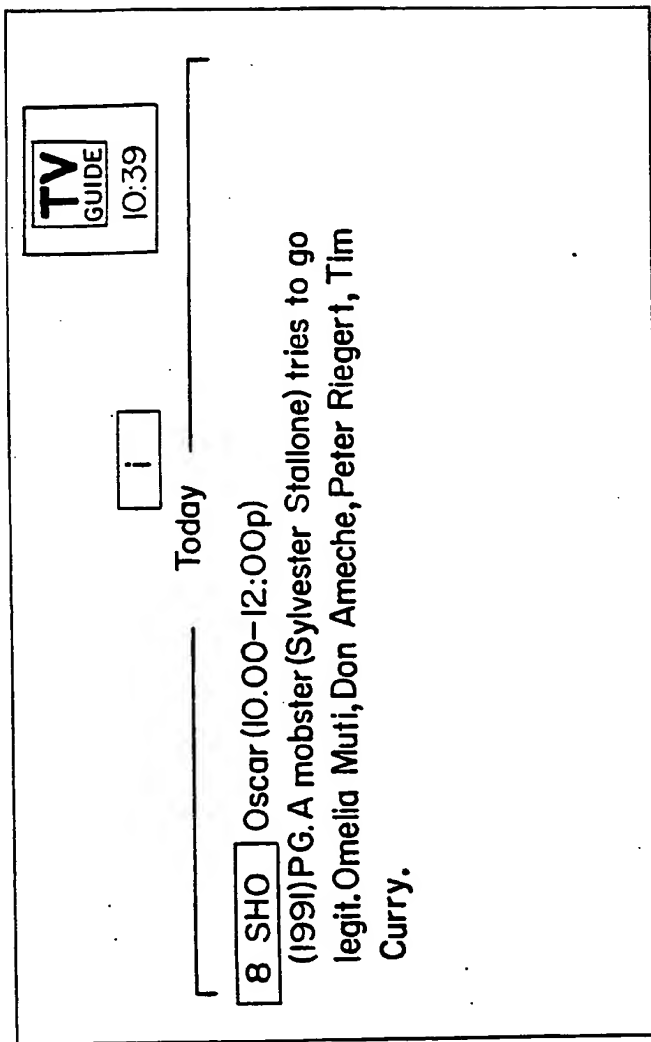 TV
GUIDE
10:39
i
Today
8 SHO Oscar (10.00-12:00p)
(1991)PG. A mobster (Sylvester Stallone) tries to go
legit. Omelia Muti, Don Ameche, Peter Riegert, Tim
Curry.